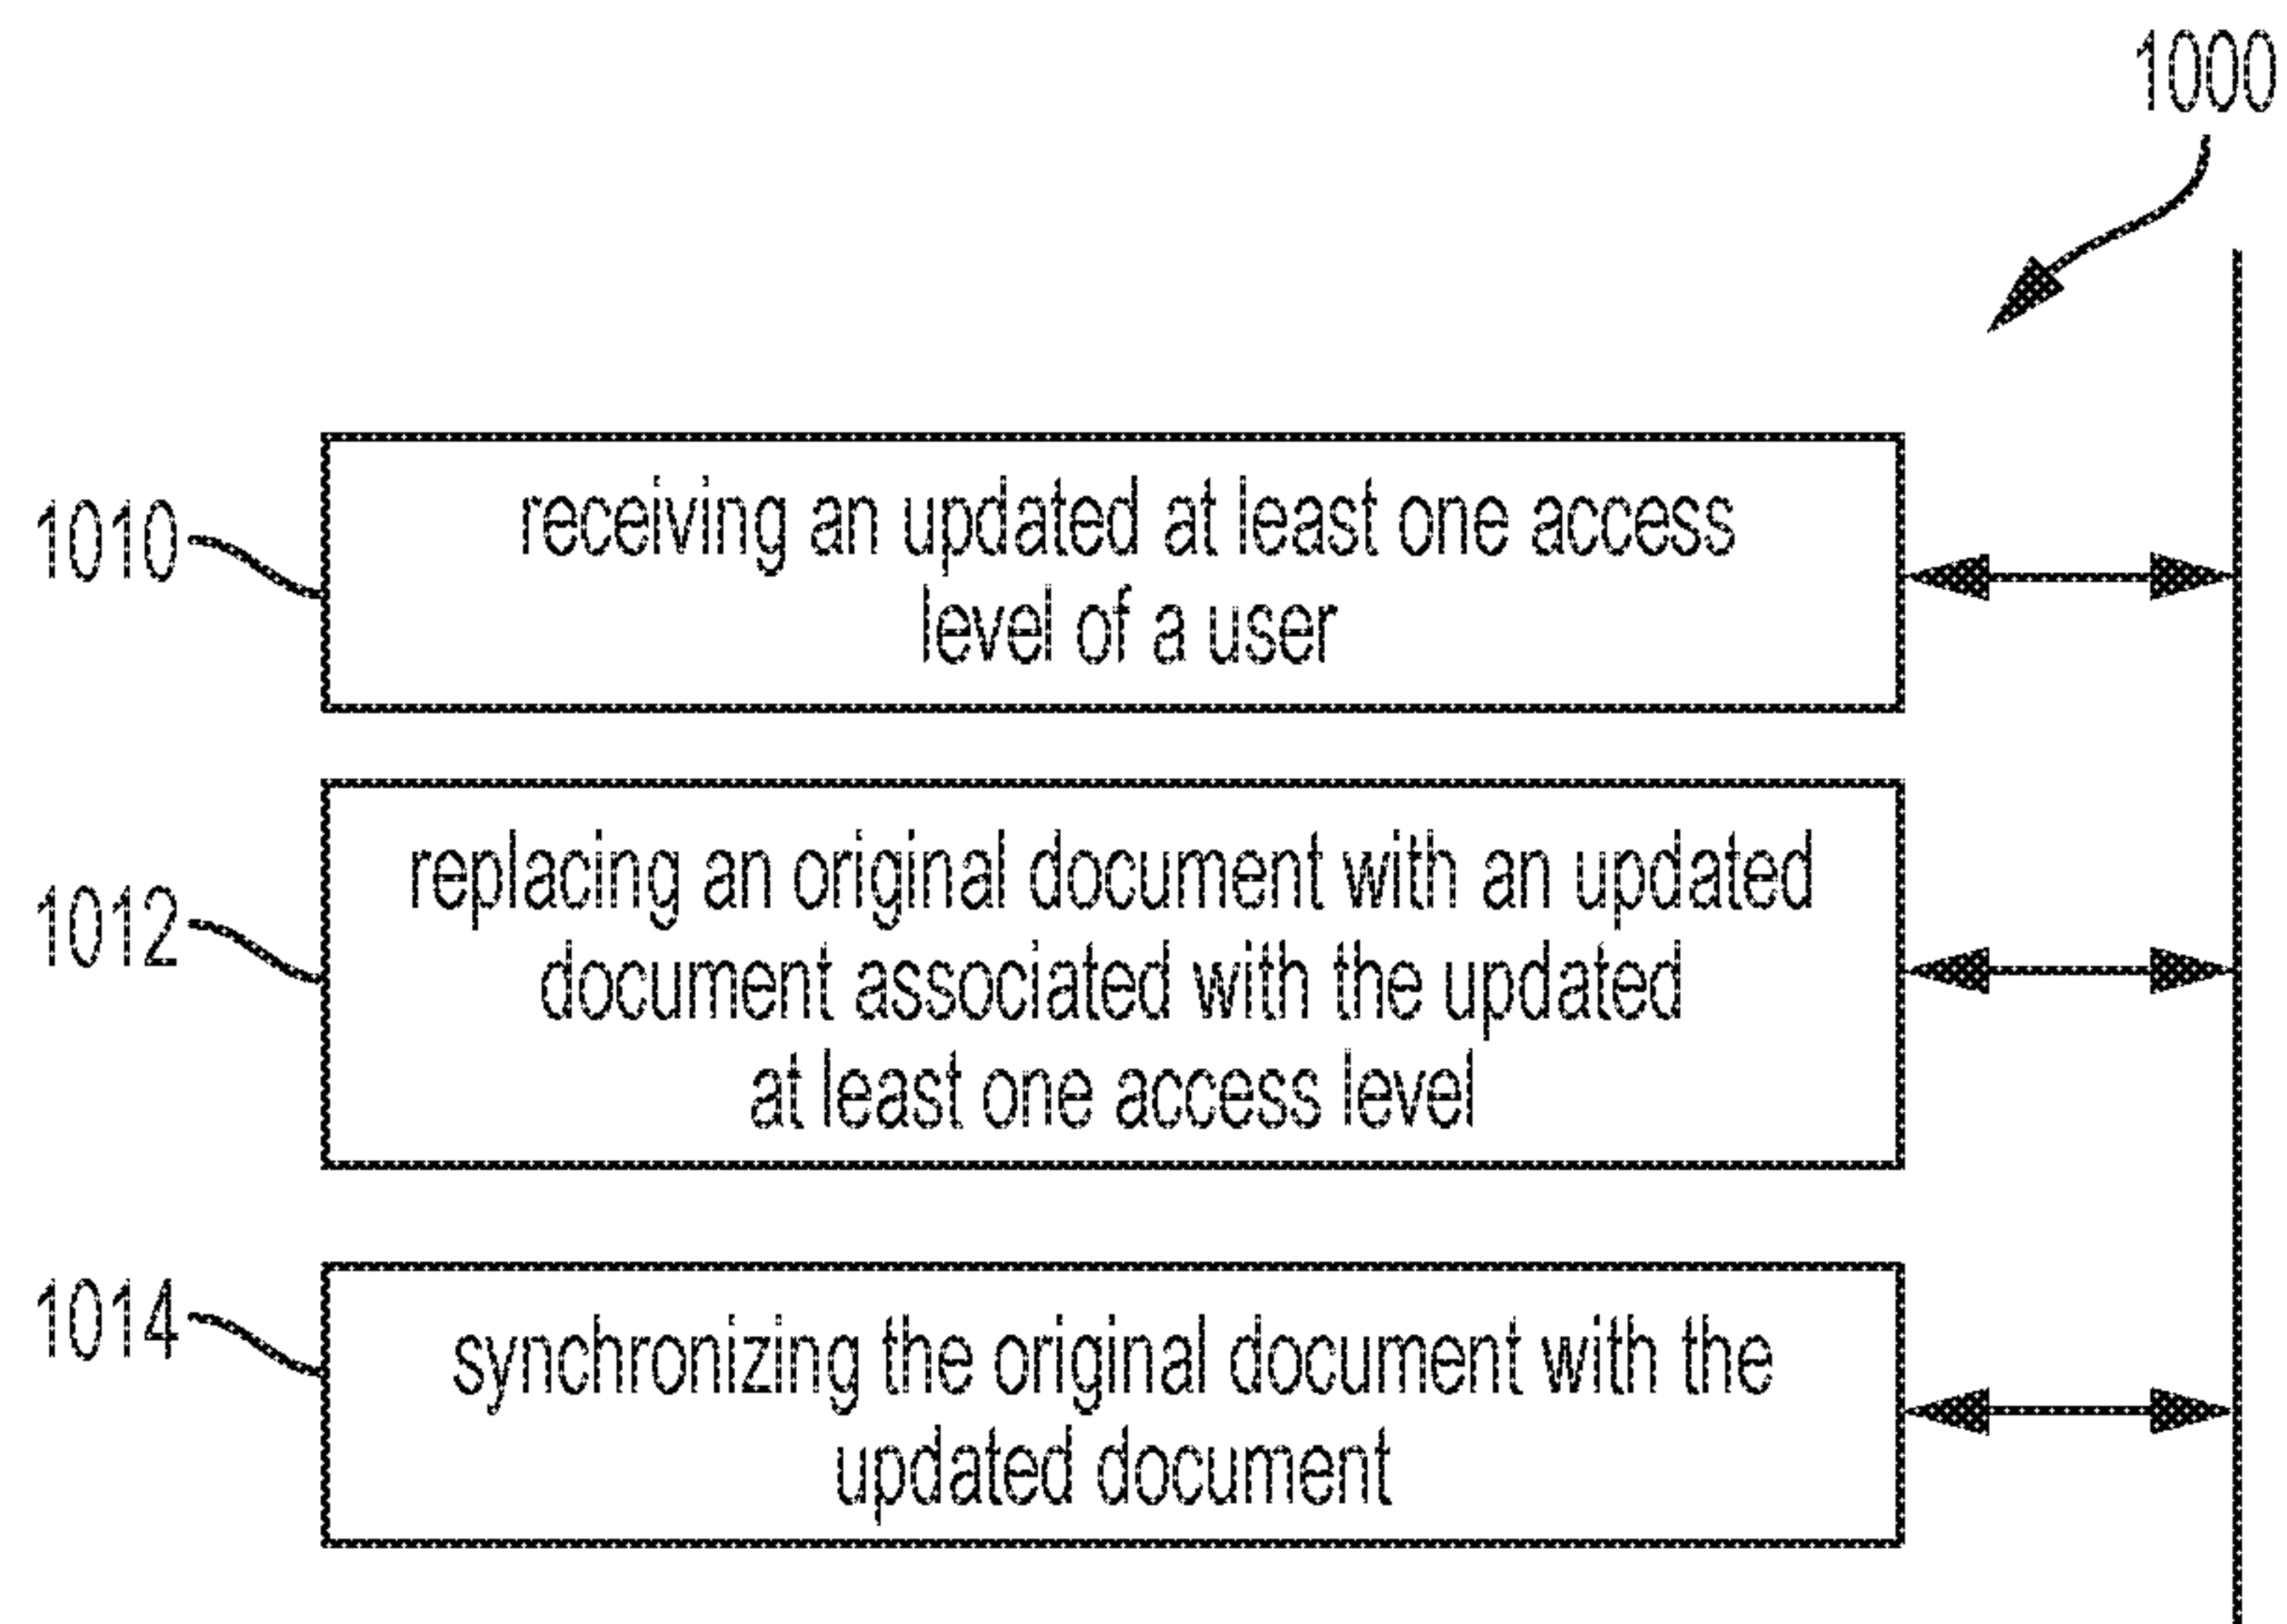 1000
1010
receiving an updated at least one access
level of a user
1012
replacing an original document with an updated
document associated with the updated
at least one access level
1014
synchronizing the original document with the
updated document